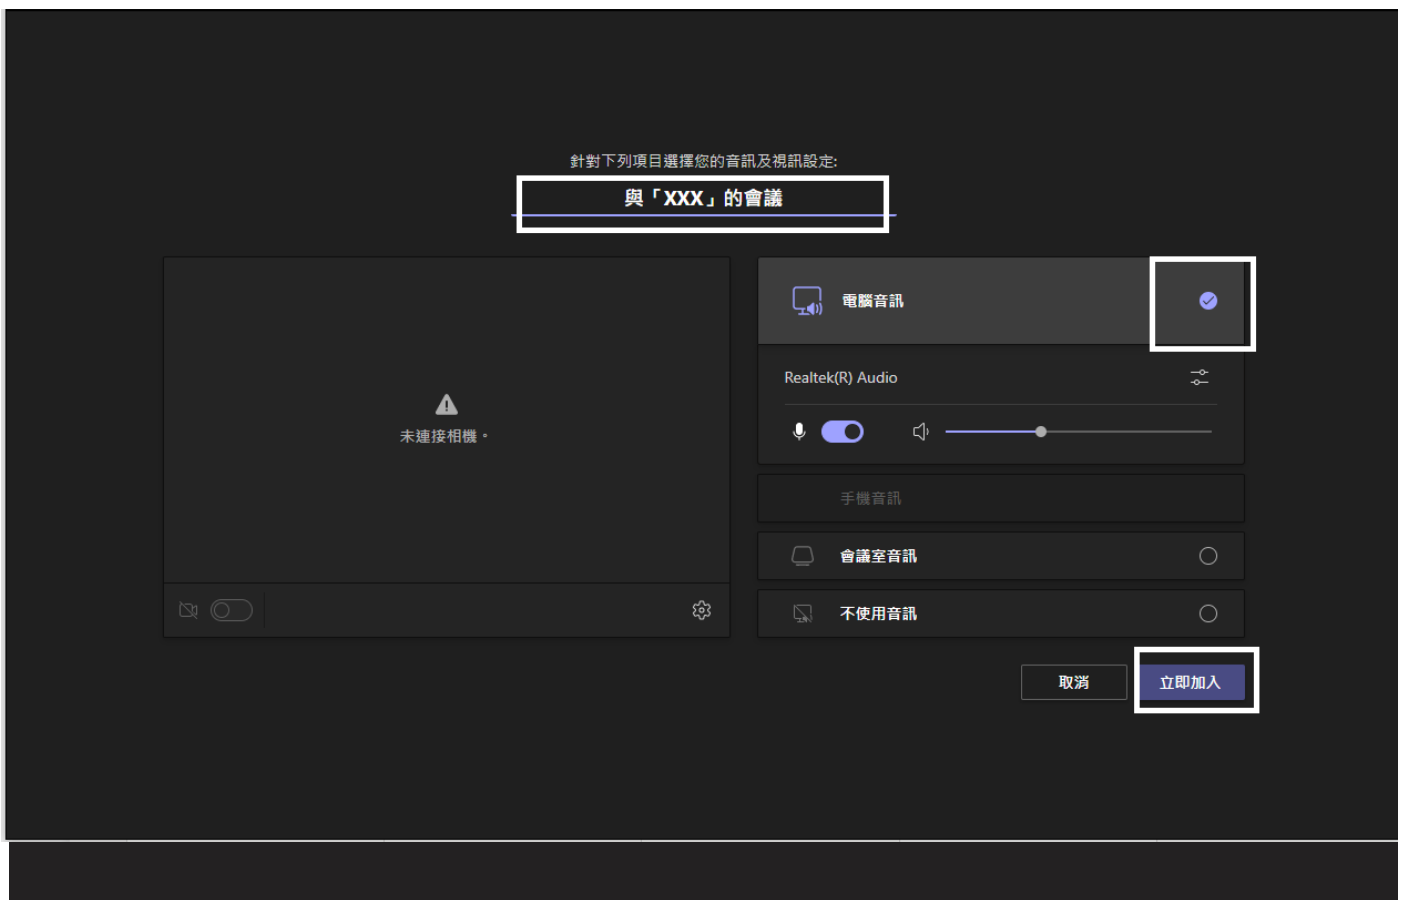 針對下列項目選擇您的音訊及視訊設定:
與「XXX」的會議
未連接相機。
電腦音訊
Realtek(R) Audio
手機音訊
會議室音訊
不使用音訊
取消
立即加入